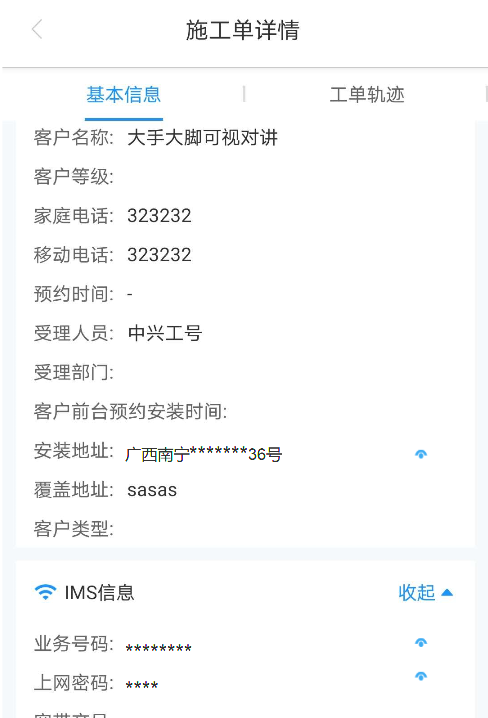 施工单详情
基本信息 | 工单轨迹 |
客户名称: 大手大脚可视对讲
客户等级:
家庭电话: 323232
移动电话: 323232
预约时间: -
受理人员: 中兴工号
受理部门:
客户前台预约安装时间:
安装地址: 广西南宁*******36号
覆盖地址: sasas
客户类型:
IMS信息 收起
业务号码: ********
上网密码: ****